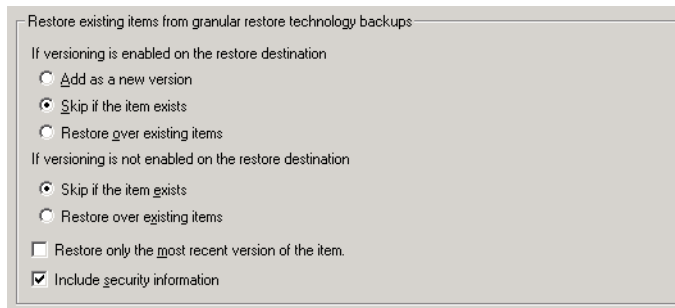 Restore existing items from granular restore technology backups
If versioning is enabled on the restore destination
Add as a new version
Skip if the item exists
Restore over existing items
If versioning is not enabled on the restore destination
Skip if the item exists
Restore over existing items
Restore only the most recent version of the item.
Include security information